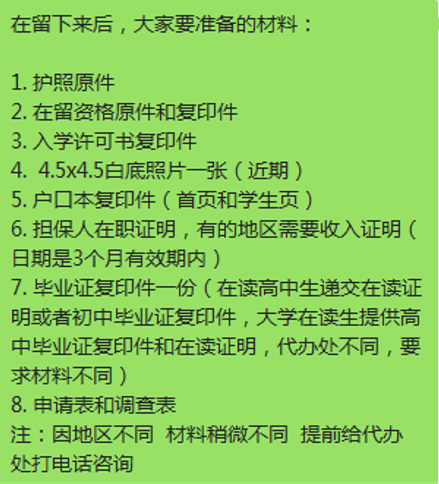 在留下来后，大家要准备的材料：
1. 护照原件
2. 在留资格原件和复印件
3. 入学许可书复印件
4.  4.5x4.5白底照片一张（近期）
5. 户口本复印件（首页和学生页）
6. 担保人在职证明，有的地区需要收入证明（
日期是3个月有效期内）
7. 毕业证复印件一份（在读高中生递交在读证
明或者初中毕业证复印件，大学在读生提供高
中毕业证复印件和在读证明，代办处不同，要
求材料不同）
8. 申请表和调查表
注：因地区不同  材料稍微不同  提前给代办
处打电话咨询